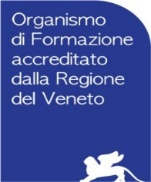 Organismo
di Formazione
accreditato
dalla Regione
del Veneto